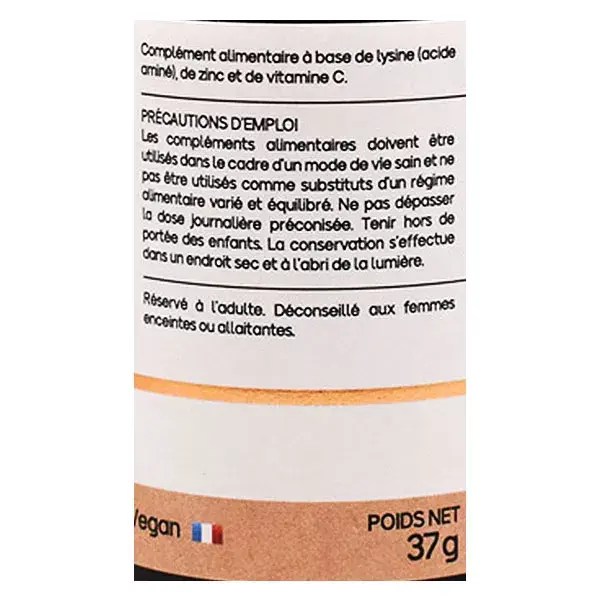 Complément alimentaire à base de lysine (acide
aminé), de zinc et de vitamine C.
PRÉCAUTIONS D'EMPLOI
Les compléments alimentaires doivent être
utilisés dans le cadre d'un mode de vie sain et ne
pas être utilisés comme substituts d'un régime
alimentaire varié et équilibré. Ne pas dépasser
la dose journalière préconisée. Tenir hors de
portée des enfants. La conservation s'effectue
dans un endroit sec et à l'abri de la lumière.
Réservé à l'adulte. Déconseillé aux femmes
enceintes ou allaitantes.
Vegan
POIDS NET
37g